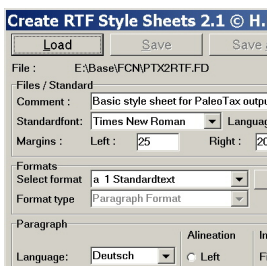 Create RTF Style Sheets 2.1 © H.
Load Save Save
File : E:\Base\FCN\PTX2RTF.FD
Files / Standard
Comment : Basic style sheet for PaleoTax
Standardfont: Times New Roman
Margins : Left : 25 Right :
Formats
Select format a 1 Standardtext
Format type Paragraph Format
Paragraph
Alineation
Language: Deutsch Left